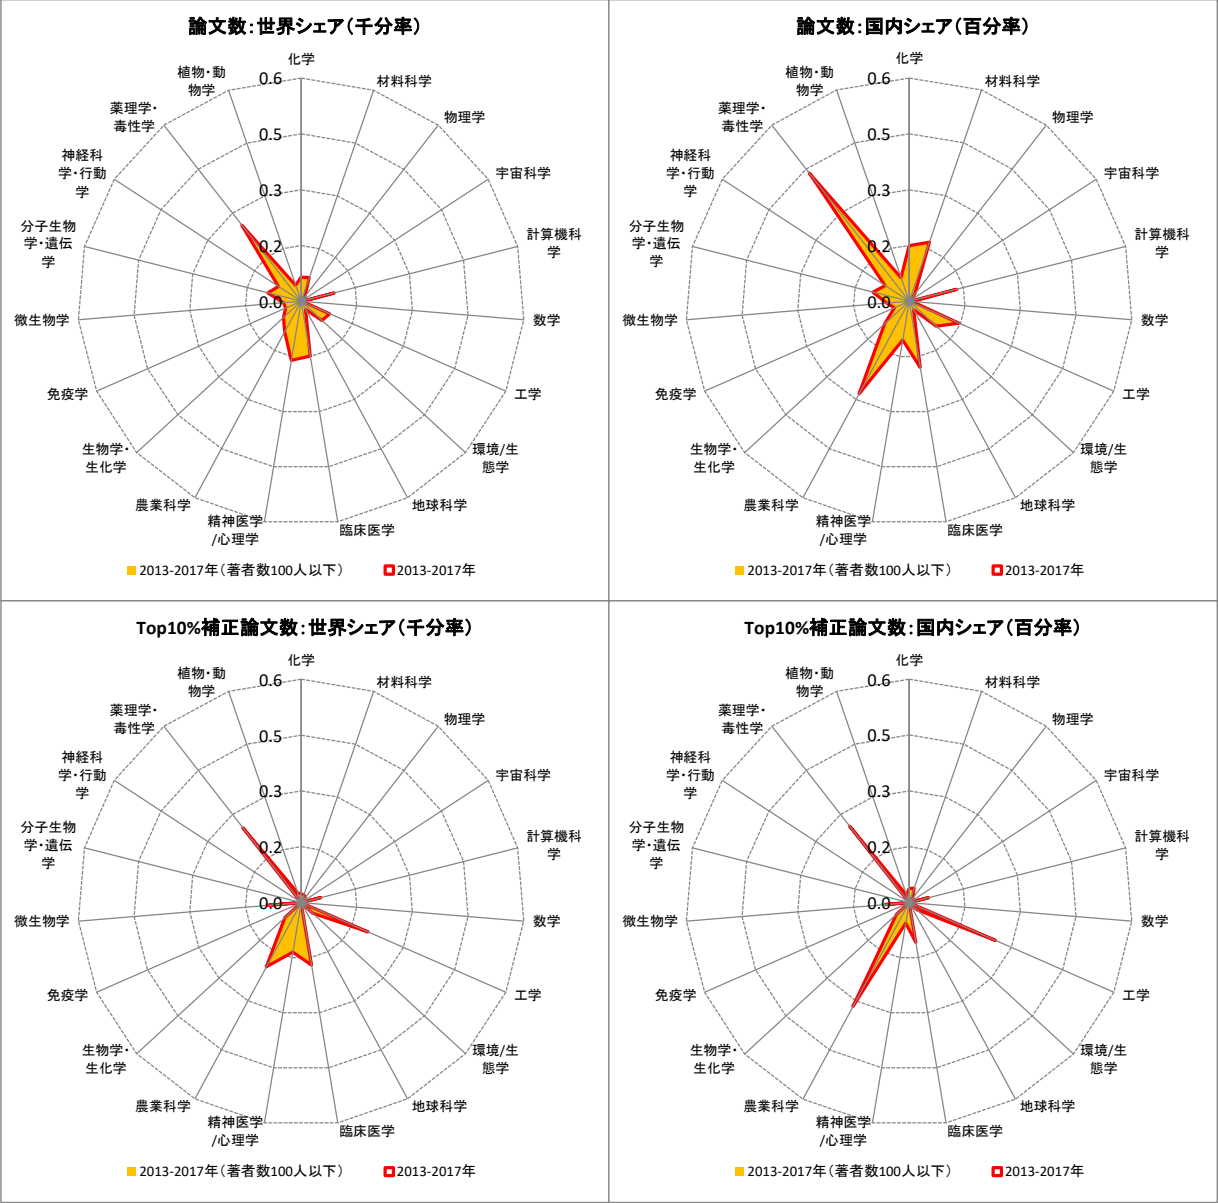 論文数：世界シェア（千分率）
化学
材料科学
物理学
宇宙科学
計算機科
学
数学
工学
環境/生
態学
地球科学
臨床医学
精神医学
/心理学
農業科学
生物学・
生化学
免疫学
微生物学
分子生物
学・遺伝
学
神経科
学・行動
学
薬理学・
毒性学
植物・動
物学
0.6
0.5
0.3
0.2
0.0
2013-2017年（著者数100人以下）
2013-2017年
論文数：国内シェア（百分率）
化学
材料科学
物理学
宇宙科学
計算機科
学
数学
工学
環境/生
態学
地球科学
臨床医学
精神医学
/心理学
農業科学
生物学・
生化学
免疫学
微生物学
分子生物
学・遺伝
学
神経科
学・行動
学
薬理学・
毒性学
植物・動
物学
0.6
0.5
0.3
0.2
0.0
2013-2017年（著者数100人以下）
2013-2017年
Top10%補正論文数：世界シェア（千分率）
化学
材料科学
物理学
宇宙科学
計算機科
学
数学
工学
環境/生
態学
地球科学
臨床医学
精神医学
/心理学
農業科学
生物学・
生化学
免疫学
微生物学
分子生物
学・遺伝
学
神経科
学・行動
学
薬理学・
毒性学
植物・動
物学
0.6
0.5
0.3
0.2
0.0
2013-2017年（著者数100人以下）
2013-2017年
Top10%補正論文数：国内シェア（百分率）
化学
材料科学
物理学
宇宙科学
計算機科
学
数学
工学
環境/生
態学
地球科学
臨床医学
精神医学
/心理学
農業科学
生物学・
生化学
免疫学
微生物学
分子生物
学・遺伝
学
神経科
学・行動
学
薬理学・
毒性学
植物・動
物学
0.6
0.5
0.3
0.2
0.0
2013-2017年（著者数100人以下）
2013-2017年